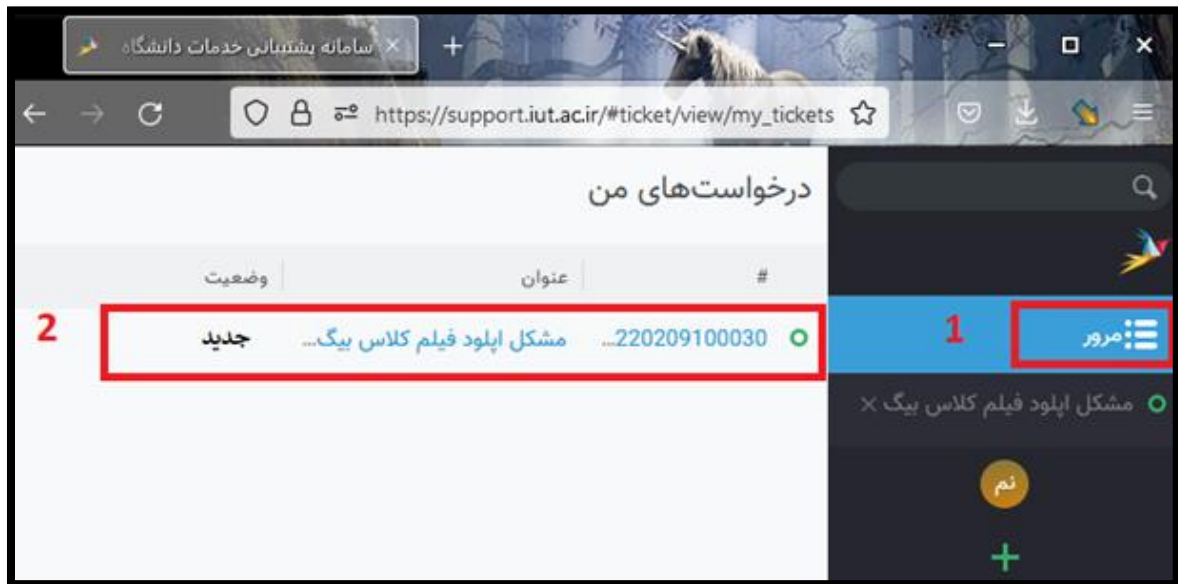 سامانه پشتیبانی خدمات دانشگاه
https://support.iut.ac.ir/#ticket/view/my_tickets
درخواست‌های من
# عنوان وضعیت
1 مرور
220209100030... مشکل اپلود فیلم کلاس بیگ... جدید 2
مشکل اپلود فیلم کلاس بیگ
نم